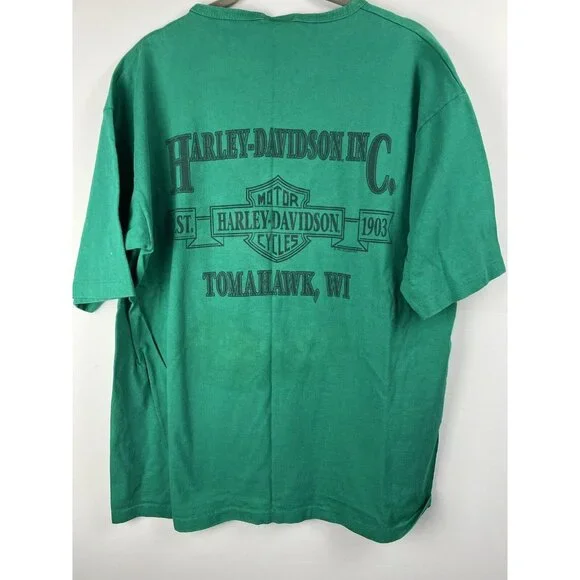 HARLEY-DAVIDSON INC.
MOTOR
EST. HARLEY-DAVIDSON 1903
CYCLES
TOMAHAWK, WI